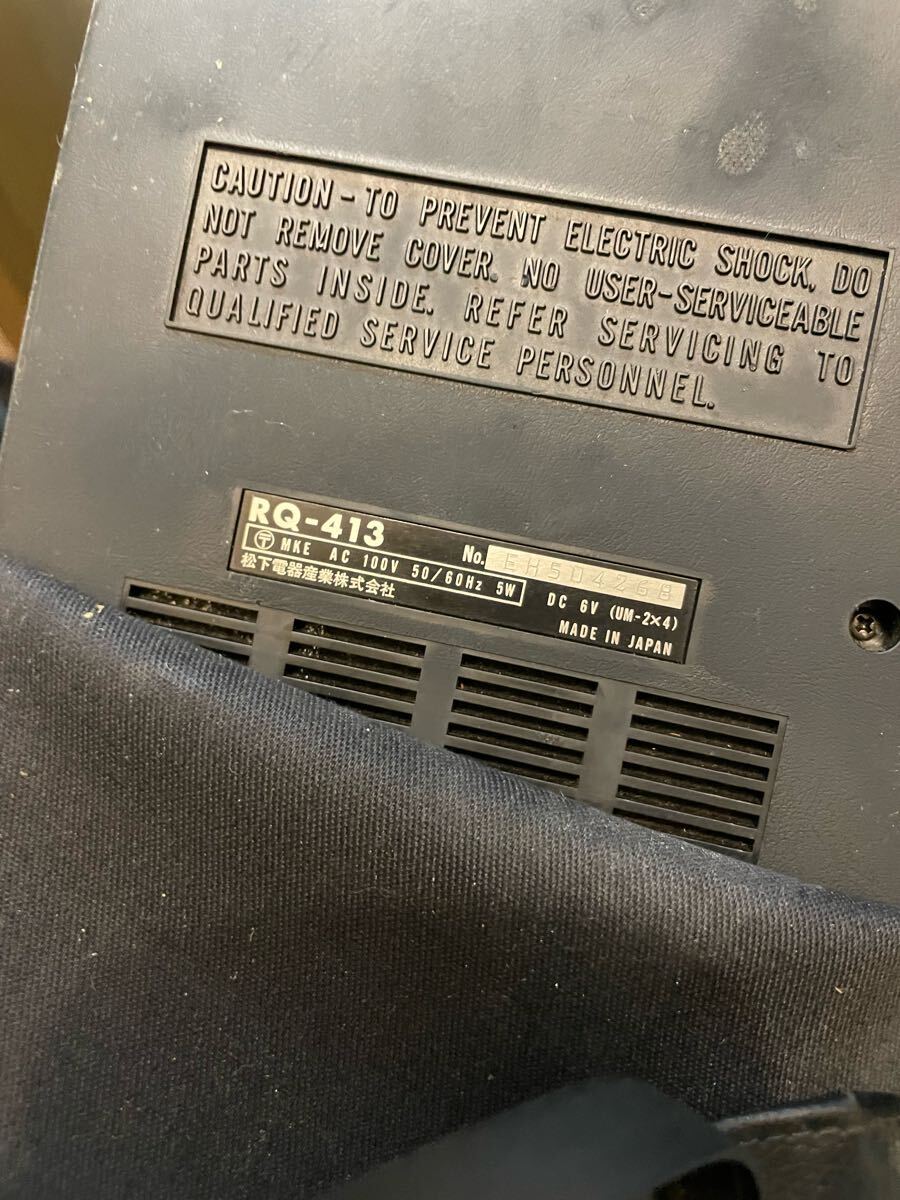 CAUTION - TO PREVENT ELECTRIC SHOCK, DO
NOT REMOVE COVER. NO USER-SERVICEABLE
PARTS INSIDE. REFER SERVICING TO
QUALIFIED SERVICE PERSONNEL.
RQ-413
No. EH5U4268
〒 MKE AC 100V 50/60Hz 5W
DC 6V (UM-2×4)
松下電器産業株式会社
MADE IN JAPAN